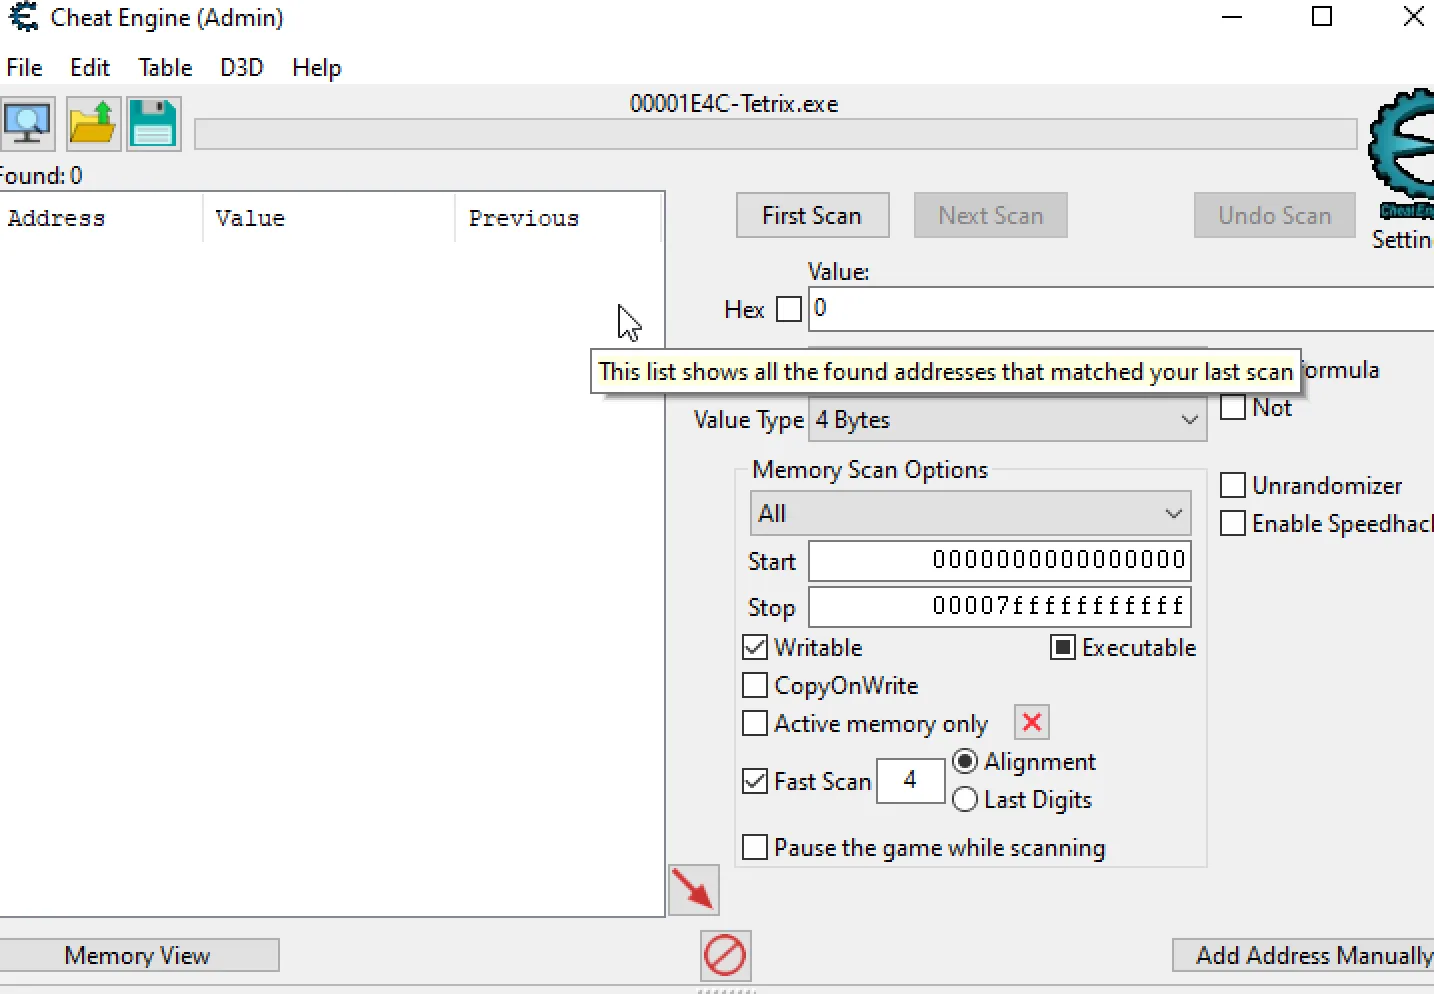 Cheat Engine (Admin)
File Edit Table D3D Help
00001E4C-Tetrix.exe
Found: 0
Address Value Previous
First Scan Next Scan Undo Scan
Cheat Eng
Settin
Value:
Hex 0
This list shows all the found addresses that matched your last scan
ormula
Value Type 4 Bytes
Not
Memory Scan Options
All
Unrandomizer
Enable Speedhack
Start 0000000000000000
Stop 00007fffffffffff
Writable Executable
CopyOnWrite
Active memory only
Fast Scan 4 Alignment
Last Digits
Pause the game while scanning
Memory View
Add Address Manually